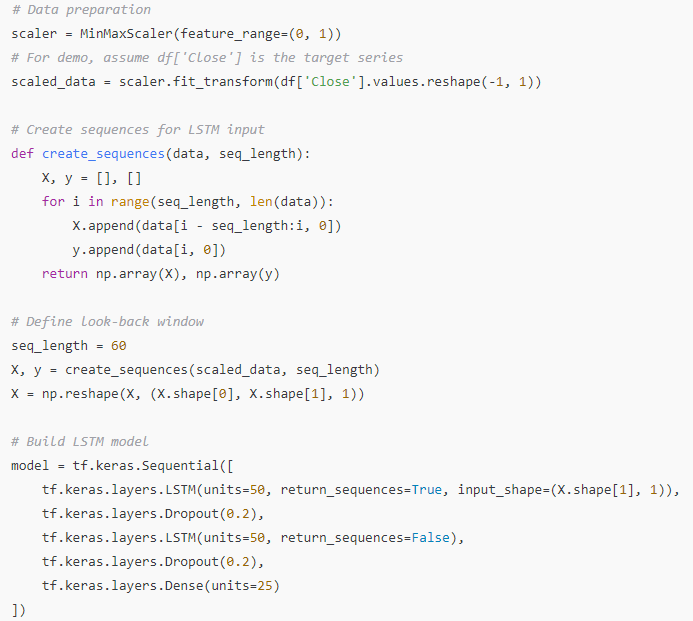 # Data preparation
scaler = MinMaxScaler(feature_range=(0, 1))
# For demo, assume df['Close'] is the target series
scaled_data = scaler.fit_transform(df['Close'].values.reshape(-1, 1))

# Create sequences for LSTM input
def create_sequences(data, seq_length):
    X, y = [], []
    for i in range(seq_length, len(data)):
        X.append(data[i - seq_length:i, 0])
        y.append(data[i, 0])
    return np.array(X), np.array(y)

# Define look-back window
seq_length = 60
X, y = create_sequences(scaled_data, seq_length)
X = np.reshape(X, (X.shape[0], X.shape[1], 1))

# Build LSTM model
model = tf.keras.Sequential([
    tf.keras.layers.LSTM(units=50, return_sequences=True, input_shape=(X.shape[1], 1)),
    tf.keras.layers.Dropout(0.2),
    tf.keras.layers.LSTM(units=50, return_sequences=False),
    tf.keras.layers.Dropout(0.2),
    tf.keras.layers.Dense(units=25)
])